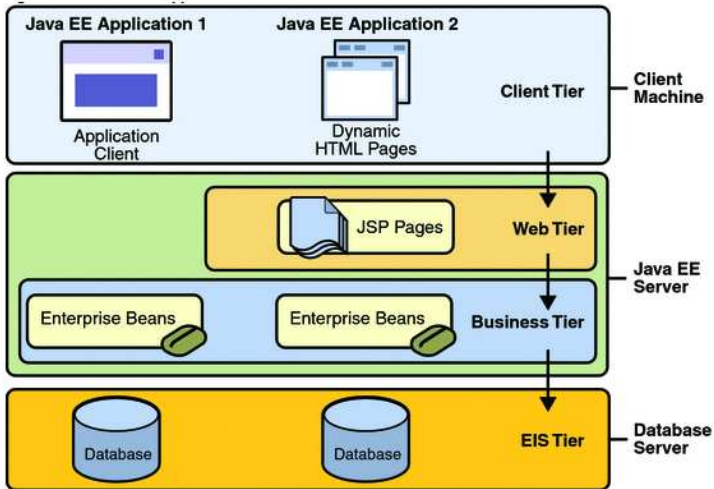 Java EE Application 1
Java EE Application 2
Client Tier
Client
Machine
Application
Client
Dynamic
HTML Pages
JSP Pages
Web Tier
Java EE
Server
Enterprise Beans
Enterprise Beans
Business Tier
Database
Database
EIS Tier
Database
Server